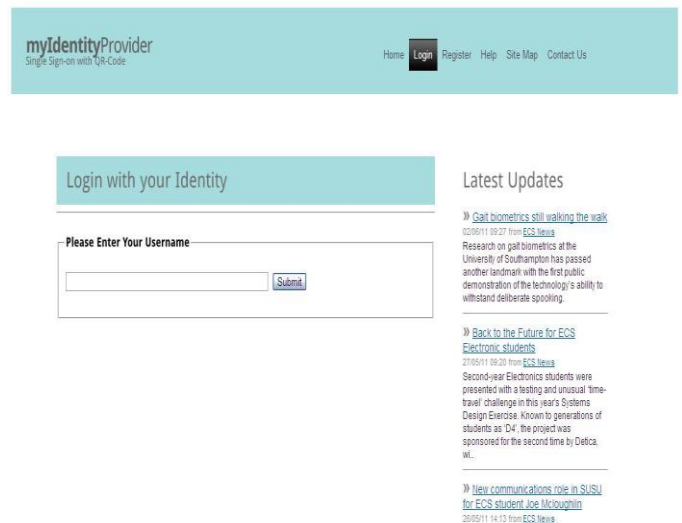 myIdentityProvider
Single Sign-on with QR-Code
Home Login Register Help Site Map Contact Us
Login with your Identity
Please Enter Your Username
Submit
Latest Updates
» Gait biometrics still walking the walk
02/06/11 09:27 from ECS News
Research on gait biometrics at the
University of Southampton has passed
another landmark with the first public
demonstration of the technology's ability to
withstand deliberate spooking.
» Back to the Future for ECS
Electronic students
27/05/11 09:20 from ECS News
Second-year Electronics students were
presented with a testing and unusual 'time-
travel' challenge in this year's Systems
Design Exercise. Known to generations of
students as 'D4', the project was
sponsored for the second time by Detica,
wi..
» New communications role in SUSU
for ECS student Joe Mcloughlin
26/05/11 14:13 from ECS News